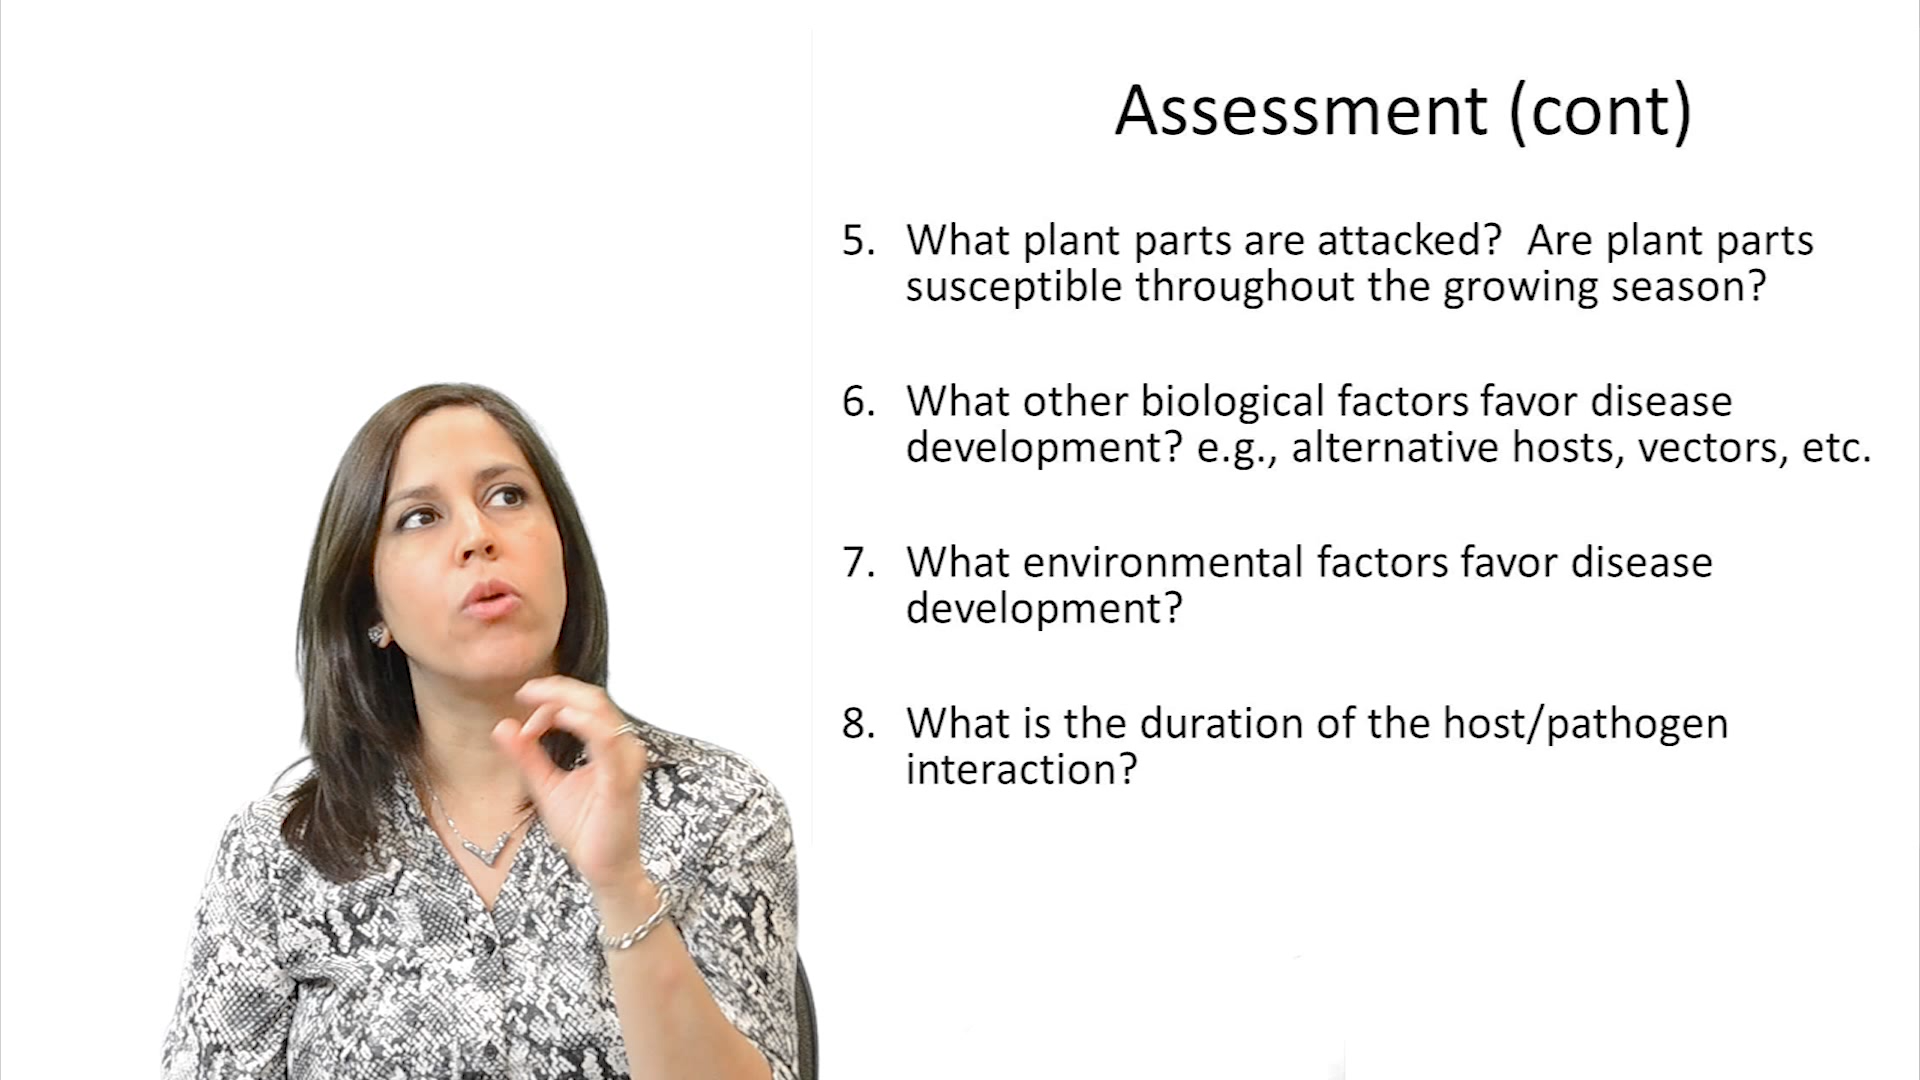 Assessment (cont)
5. What plant parts are attacked? Are plant parts
susceptible throughout the growing season?
6. What other biological factors favor disease
development? e.g., alternative hosts, vectors, etc.
7. What environmental factors favor disease
development?
8. What is the duration of the host/pathogen
interaction?